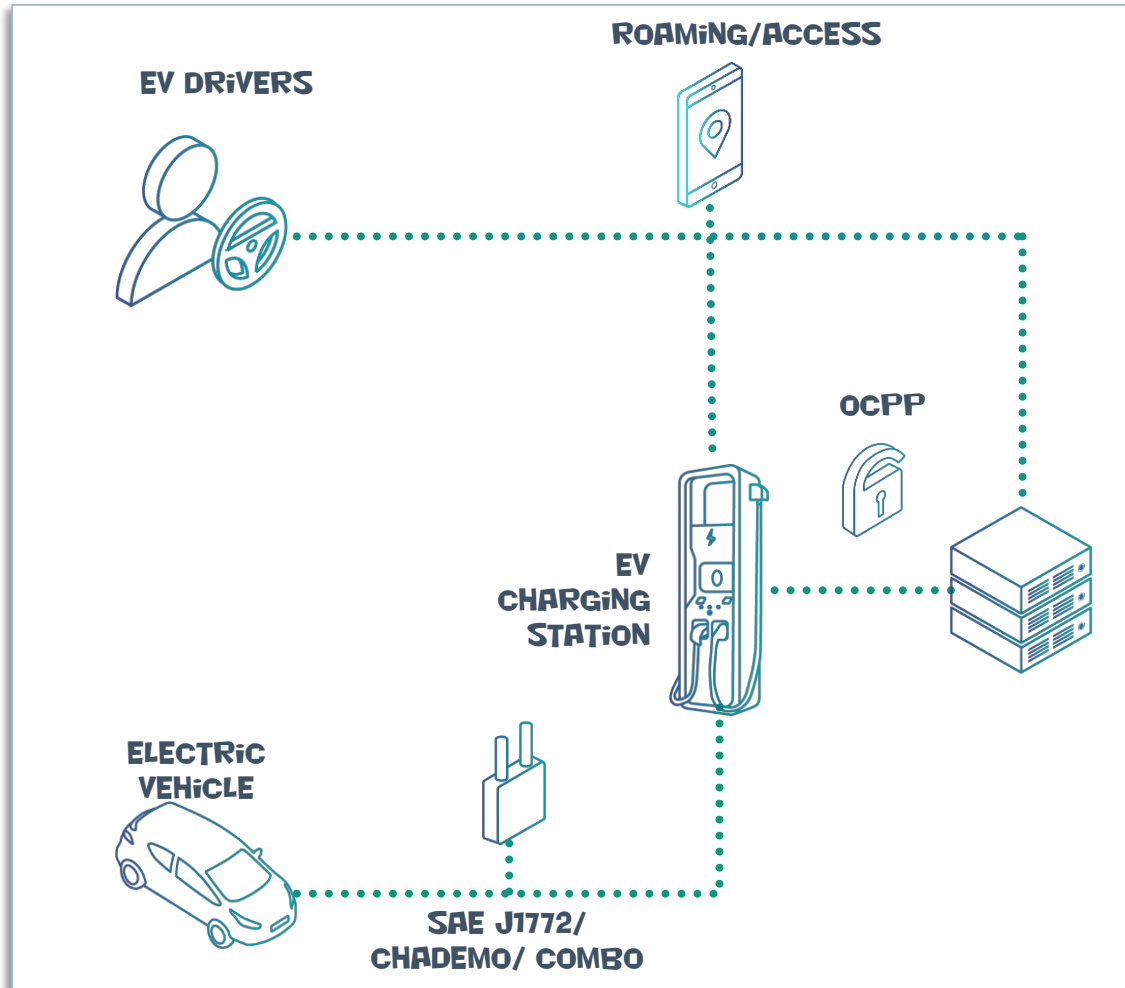 ROAMiNG/ACCESS
EV DRiVERS
OCPP
EV
CHARGiNG
STATiON
ELECTRiC
VEHiCLE
SAE J1772/
CHADEMO/ COMBO